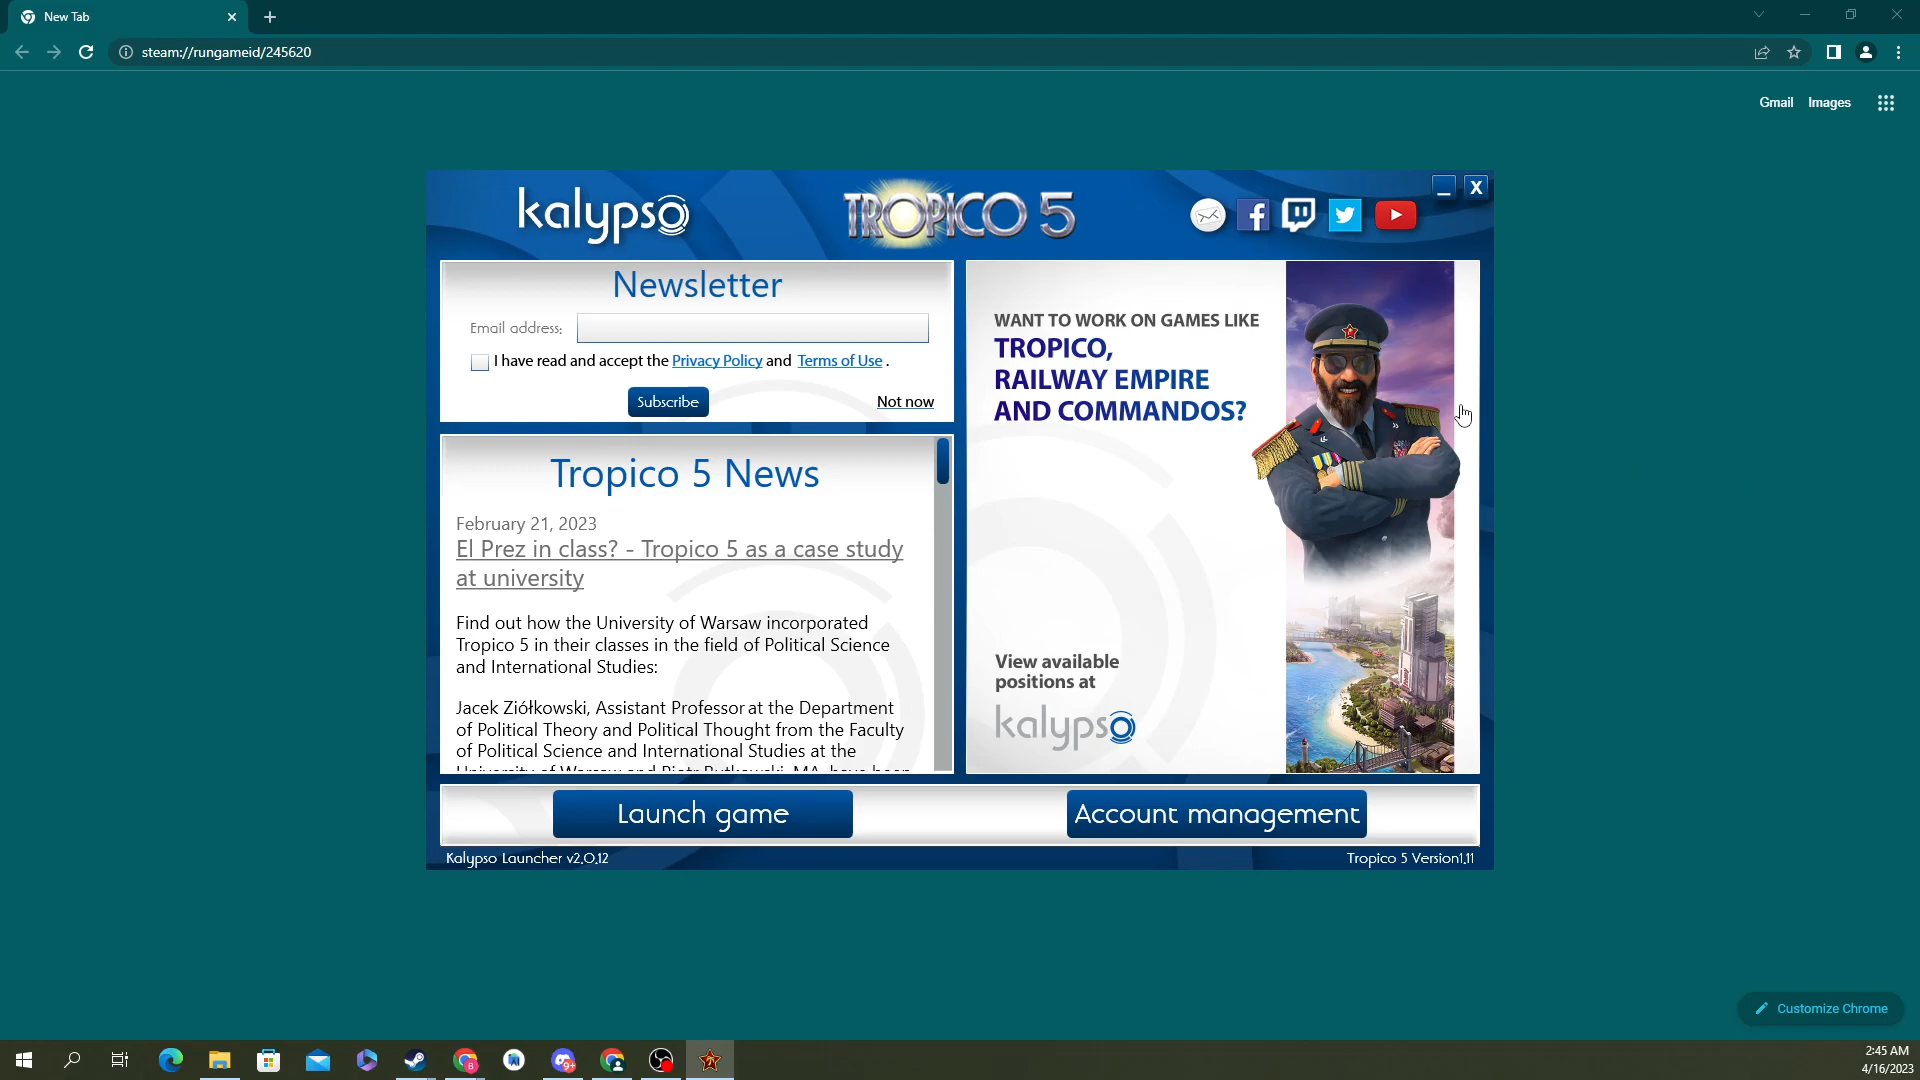 New Tab
steam://rungameid/245620
Gmail Images
kalypso
TROPICO 5
X
Newsletter
Email address:
I have read and accept the Privacy Policy and Terms of Use .
Subscribe
Not now
Tropico 5 News
February 21, 2023
El Prez in class? - Tropico 5 as a case study
at university
Find out how the University of Warsaw incorporated
Tropico 5 in their classes in the field of Political Science
and International Studies:
Jacek Ziółkowski, Assistant Professor at the Department
of Political Theory and Political Thought from the Faculty
of Political Science and International Studies at the
WANT TO WORK ON GAMES LIKE
TROPICO,
RAILWAY EMPIRE
AND COMMANDOS?
View available
positions at
kalypso
Launch game
Account management
Kalypso Launcher v2.0.12
Tropico 5 Version1.11
Customize Chrome
B
9+
2:45 AM
4/16/2023